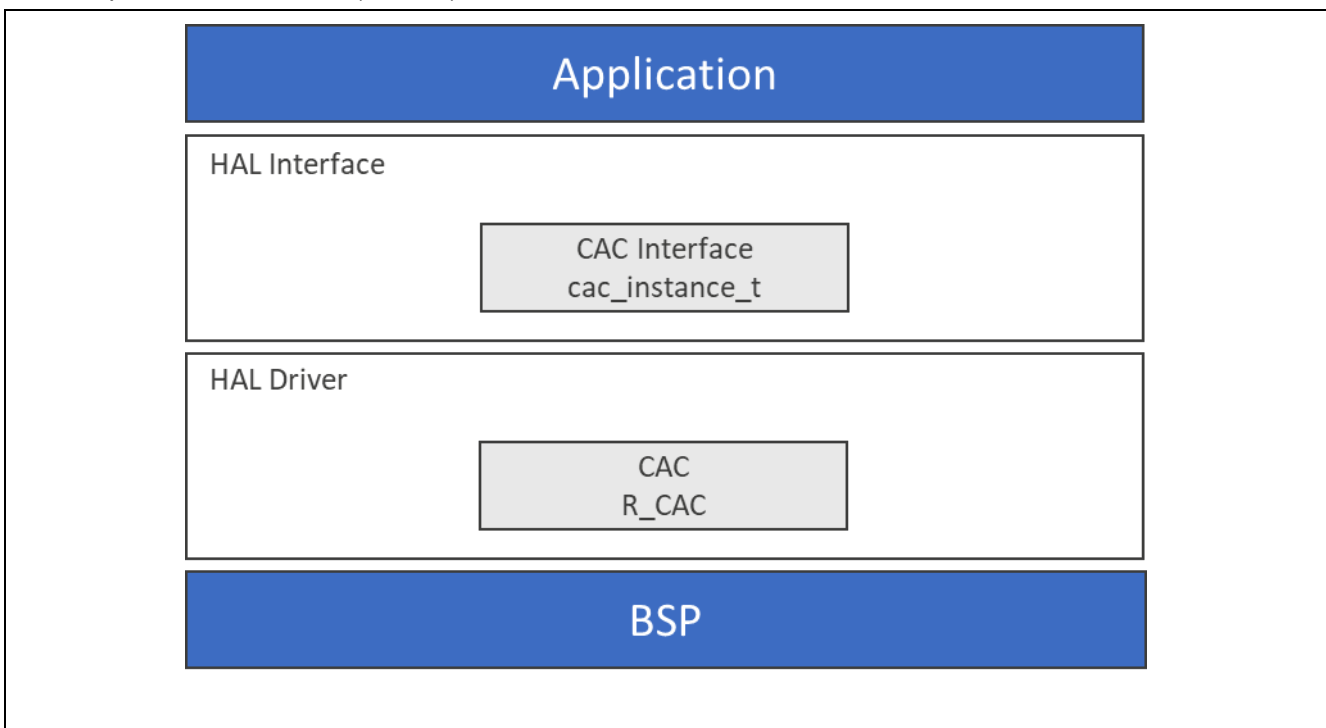 Application
HAL Interface
CAC Interface
cac_instance_t
HAL Driver
CAC
R_CAC
BSP